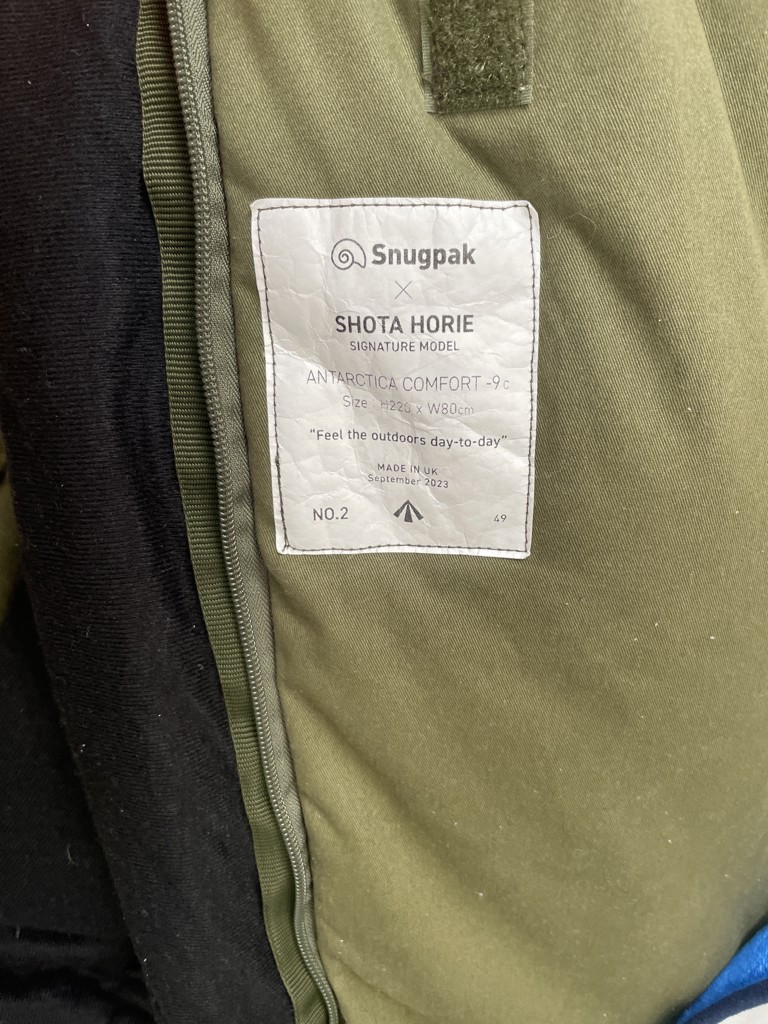 Snugpak
×
SHOTA HORIE
SIGNATURE MODEL
ANTARCTICA COMFORT -9c
Size H220 x W80cm
"Feel the outdoors day-to-day"
MADE IN UK
September 2023
NO.2
49